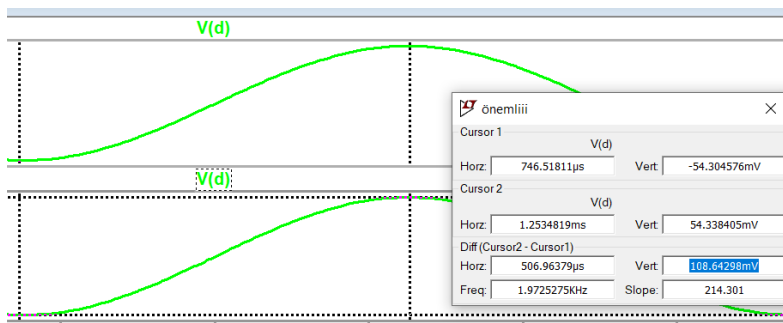 V(d)
V(d)
önemliii
Cursor 1
V(d)
Horz: 746.51811µs Vert: -54.304576mV
Cursor 2
V(d)
Horz: 1.2534819ms Vert: 54.338405mV
Diff (Cursor2 - Cursor1)
Horz: 506.96379µs Vert: 108.64298mV
Freq: 1.9725275KHz Slope: 214.301